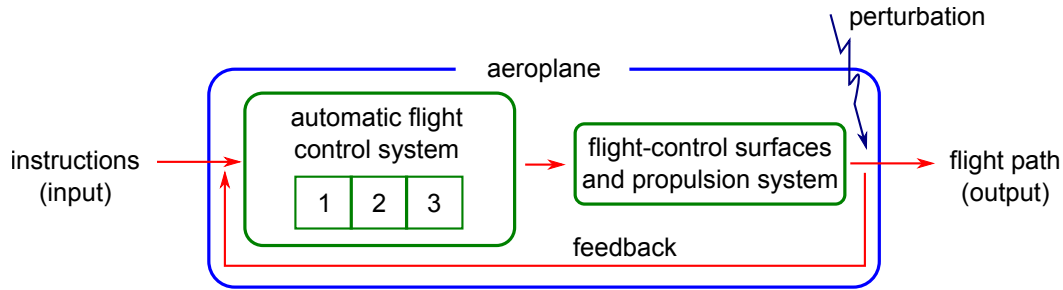 perturbation
aeroplane
automatic flight
control system
1 2 3
instructions
(input)
flight-control surfaces
and propulsion system
flight path
(output)
feedback